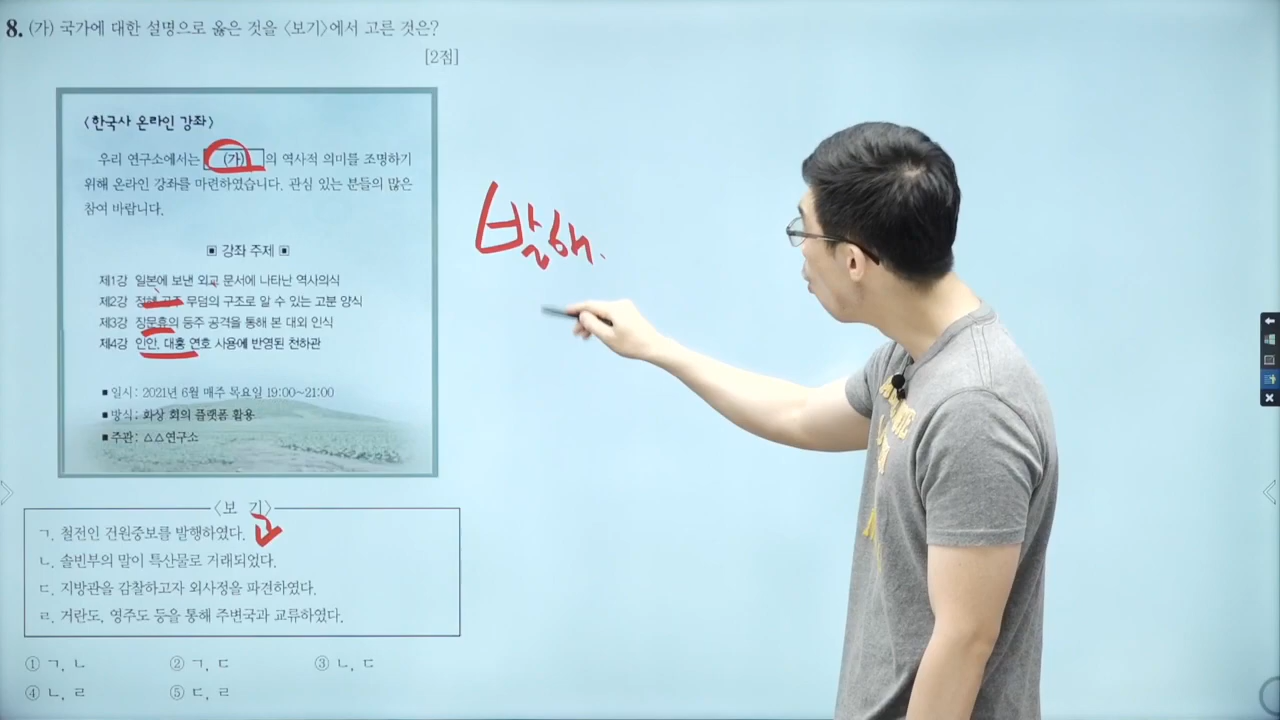 8. (가) 국가에 대한 설명으로 옳은 것을 <보기>에서 고른 것은?
[2점]
<한국사 온라인 강좌>
우리 연구소에서는 (가) 의 역사적 의미를 조명하기
위해 온라인 강좌를 마련하였습니다. 관심 있는 분들의 많은
참여 바랍니다.
▣ 강좌 주제 ▣
제1강 일본에 보낸 외교 문서에 나타난 역사의식
제2강 정혜 공주 무덤의 구조로 알 수 있는 고분 양식
제3강 장문휴의 등주 공격을 통해 본 대외 인식
제4강 인안, 대흥 연호 사용에 반영된 천하관
■ 일시: 2021년 6월 매주 목요일 19:00~21:00
■ 방식: 화상 회의 플랫폼 활용
■ 주관: △△연구소
발해.
<보 기>
ㄱ. 철전인 건원중보를 발행하였다. 고
ㄴ. 솔빈부의 말이 특산물로 거래되었다.
ㄷ. 지방관을 감찰하고자 외사정을 파견하였다.
ㄹ. 거란도, 영주도 등을 통해 주변국과 교류하였다.
① ㄱ, ㄴ ② ㄱ, ㄷ ③ ㄴ, ㄷ
④ ㄴ, ㄹ ⑤ ㄷ, ㄹ